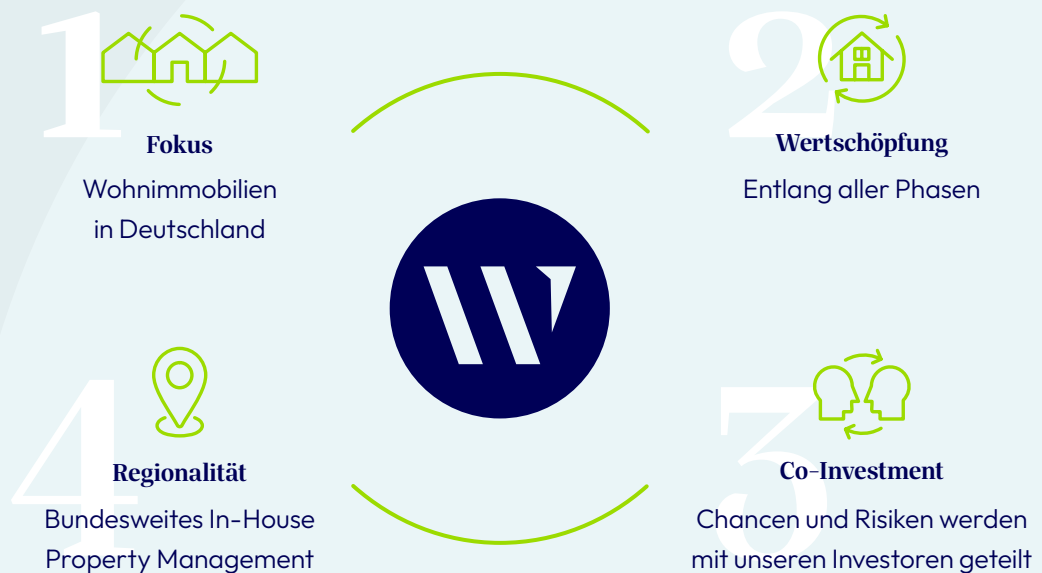 1
Fokus
Wohnimmobilien
in Deutschland
2
Wertschöpfung
Entlang aller Phasen
W
3
Co-Investment
Chancen und Risiken werden
mit unseren Investoren geteilt
4
Regionalität
Bundesweites In-House
Property Management